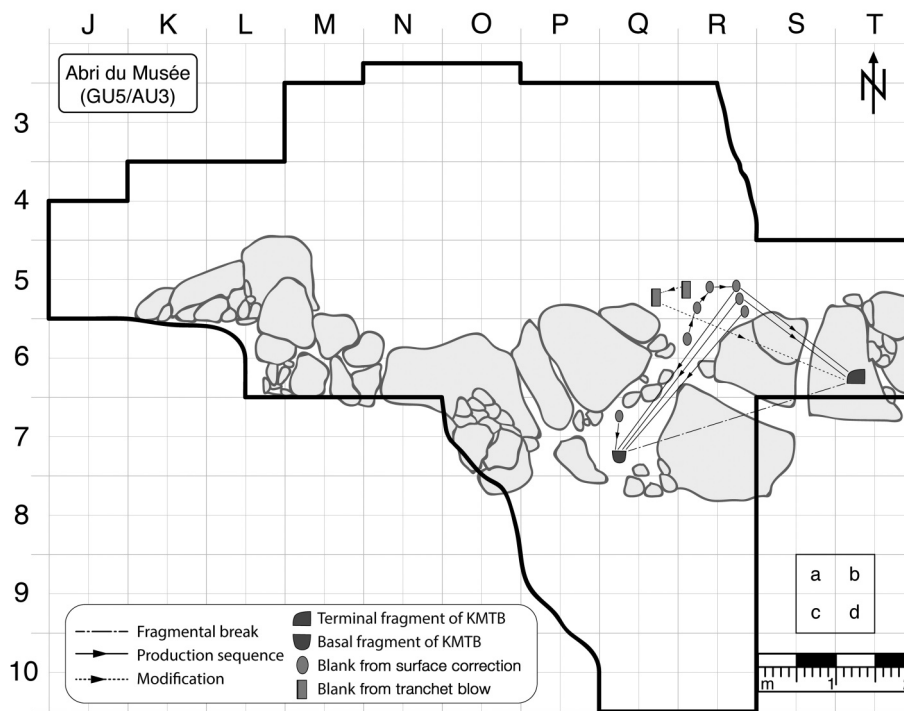 J K L M N O P Q R S T
Abri du Musée
(GU5/AU3)
N
3
4
5
6
7
8
9
10
a b
c d
Fragmental break
Production sequence
Modification
Terminal fragment of KMTB
Basal fragment of KMTB
Blank from surface correction
Blank from tranchet blow
m 1